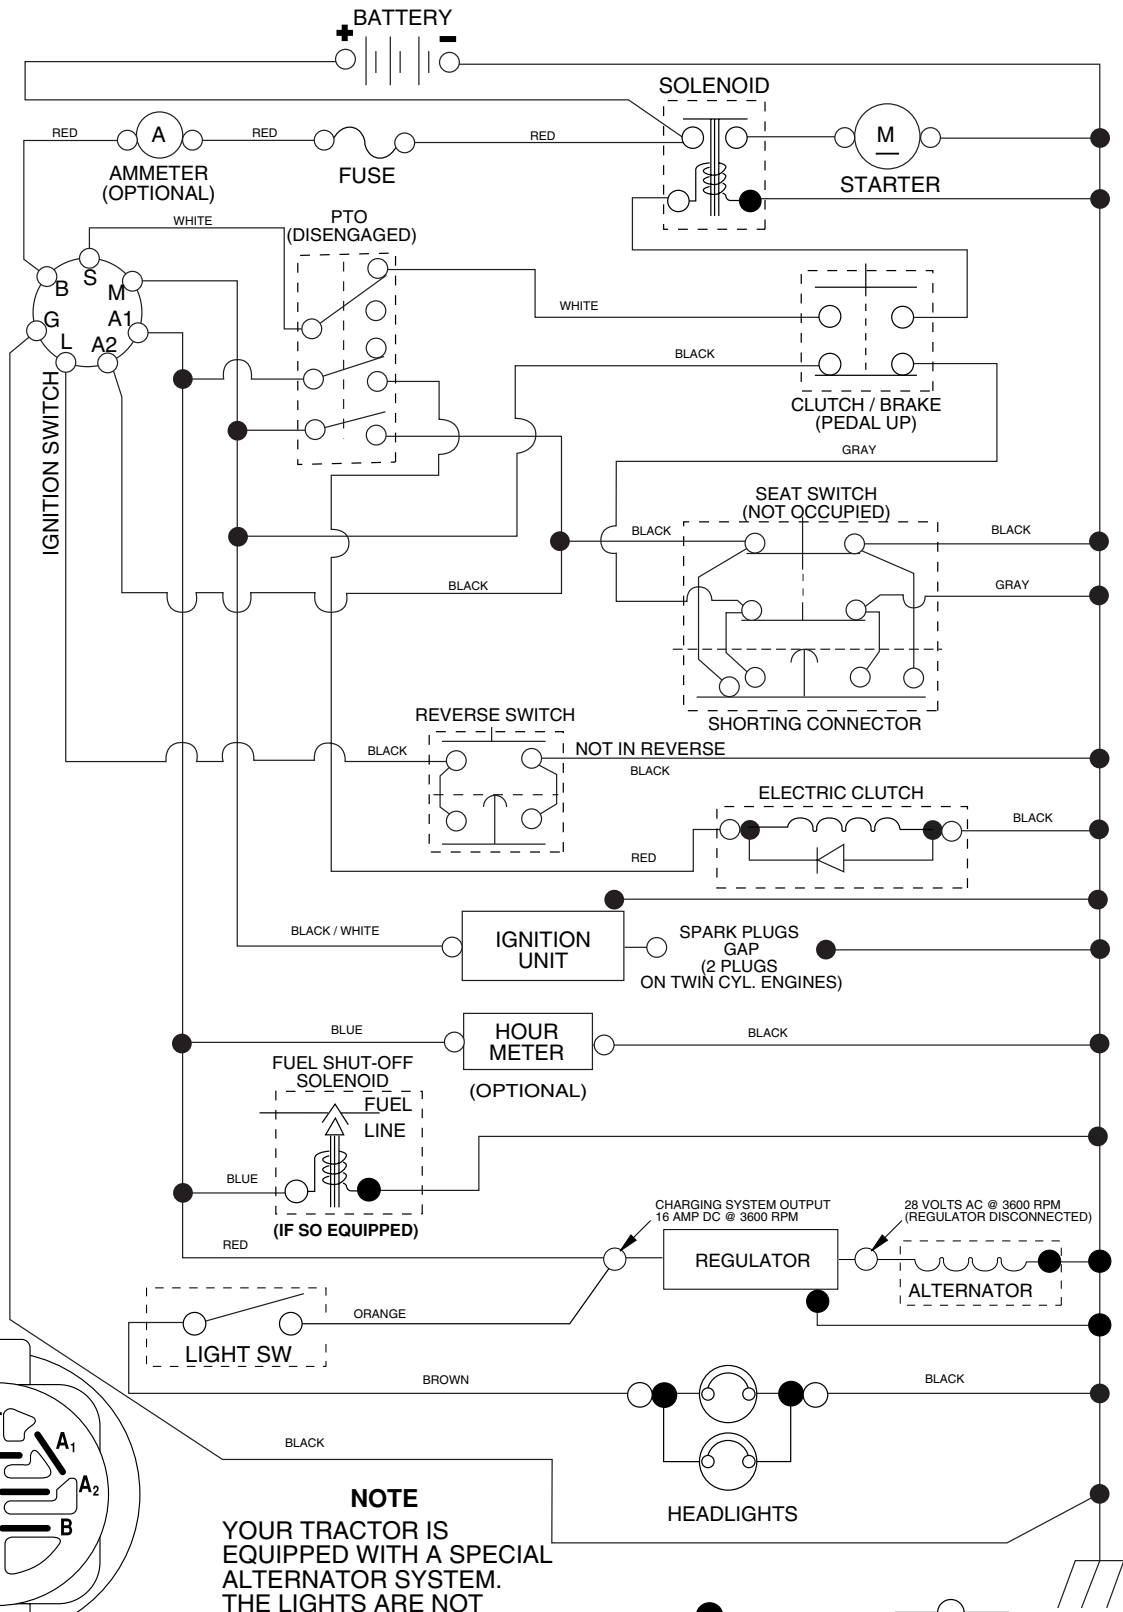 BATTERY
+
-
SOLENOID
RED
A
RED
RED
M
AMMETER
(OPTIONAL)
FUSE
STARTER
WHITE
PTO
(DISENGAGED)
B
S
M
G
A1
L
A2
IGNITION SWITCH
WHITE
BLACK
CLUTCH / BRAKE
(PEDAL UP)
GRAY
SEAT SWITCH
(NOT OCCUPIED)
BLACK
BLACK
BLACK
GRAY
SHORTING CONNECTOR
REVERSE SWITCH
BLACK
NOT IN REVERSE
BLACK
ELECTRIC CLUTCH
BLACK
RED
BLACK / WHITE
IGNITION
UNIT
SPARK PLUGS
GAP
(2 PLUGS
ON TWIN CYL. ENGINES)
BLUE
HOUR
METER
BLACK
(OPTIONAL)
FUEL SHUT-OFF
SOLENOID
FUEL
LINE
BLUE
(IF SO EQUIPPED)
CHARGING SYSTEM OUTPUT
16 AMP DC @ 3600 RPM
28 VOLTS AC @ 3600 RPM
(REGULATOR DISCONNECTED)
RED
REGULATOR
ALTERNATOR
ORANGE
LIGHT SW
BROWN
BLACK
BLACK
HEADLIGHTS
A1
A2
B
NOTE
YOUR TRACTOR IS
EQUIPPED WITH A SPECIAL
ALTERNATOR SYSTEM.
THE LIGHTS ARE NOT